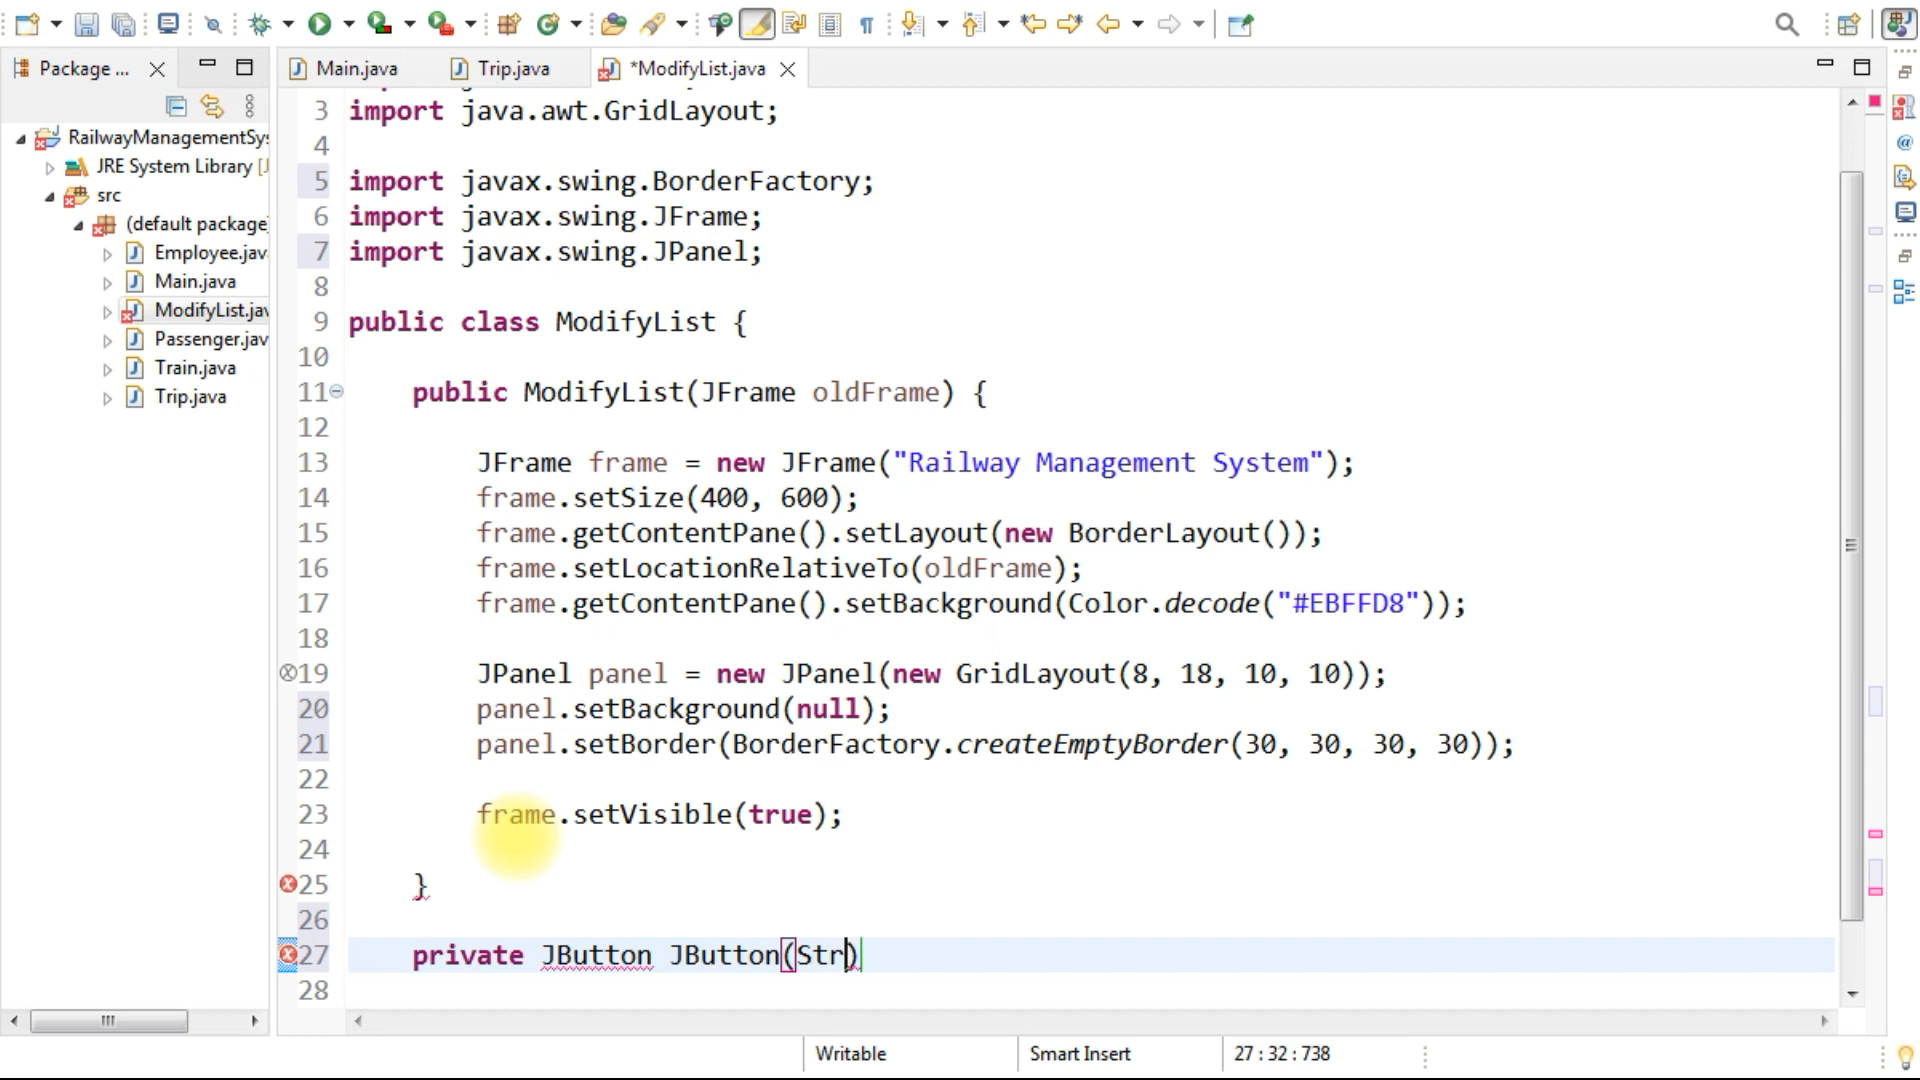 Package ...
Main.java
Trip.java
*ModifyList.java
RailwayManagementSys
JRE System Library [J
src
(default package)
Employee.jav
Main.java
ModifyList.jav
Passenger.jav
Train.java
Trip.java
3 import java.awt.GridLayout;
4
5 import javax.swing.BorderFactory;
6 import javax.swing.JFrame;
7 import javax.swing.JPanel;
8
9 public class ModifyList {
10
11 public ModifyList(JFrame oldFrame) {
12
13 JFrame frame = new JFrame("Railway Management System");
14 frame.setSize(400, 600);
15 frame.getContentPane().setLayout(new BorderLayout());
16 frame.setLocationRelativeTo(oldFrame);
17 frame.getContentPane().setBackground(Color.decode("#EBFFD8"));
18
19 JPanel panel = new JPanel(new GridLayout(8, 18, 10, 10));
20 panel.setBackground(null);
21 panel.setBorder(BorderFactory.createEmptyBorder(30, 30, 30, 30));
22
23 frame.setVisible(true);
24
25 }
26
27 private JButton JButton(Str)
28
Writable
Smart Insert
27 : 32 : 738